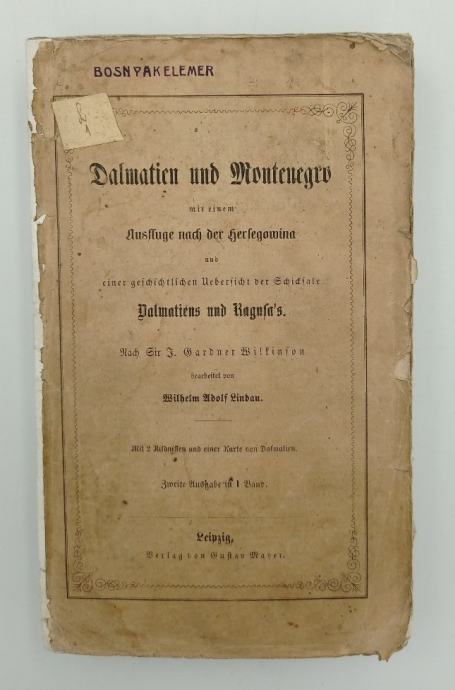 BOSNYAK ELEMER
Dalmatien und Montenegro
mit einem
Ausfluge nach der Herzegowina
und
einer geschichtlichen Uebersicht der Schicksale
Dalmatiens und Ragusa's.
Nach Sir J. Gardner Wilkinson
bearbeitet von
Wilhelm Adolf Lindau.
Mit 2 Bildnissen und einer Karte von Dalmatien.
Zweite Ausgabe in 1 Band.
Leipzig,
Verlag von Gustav Mayer.